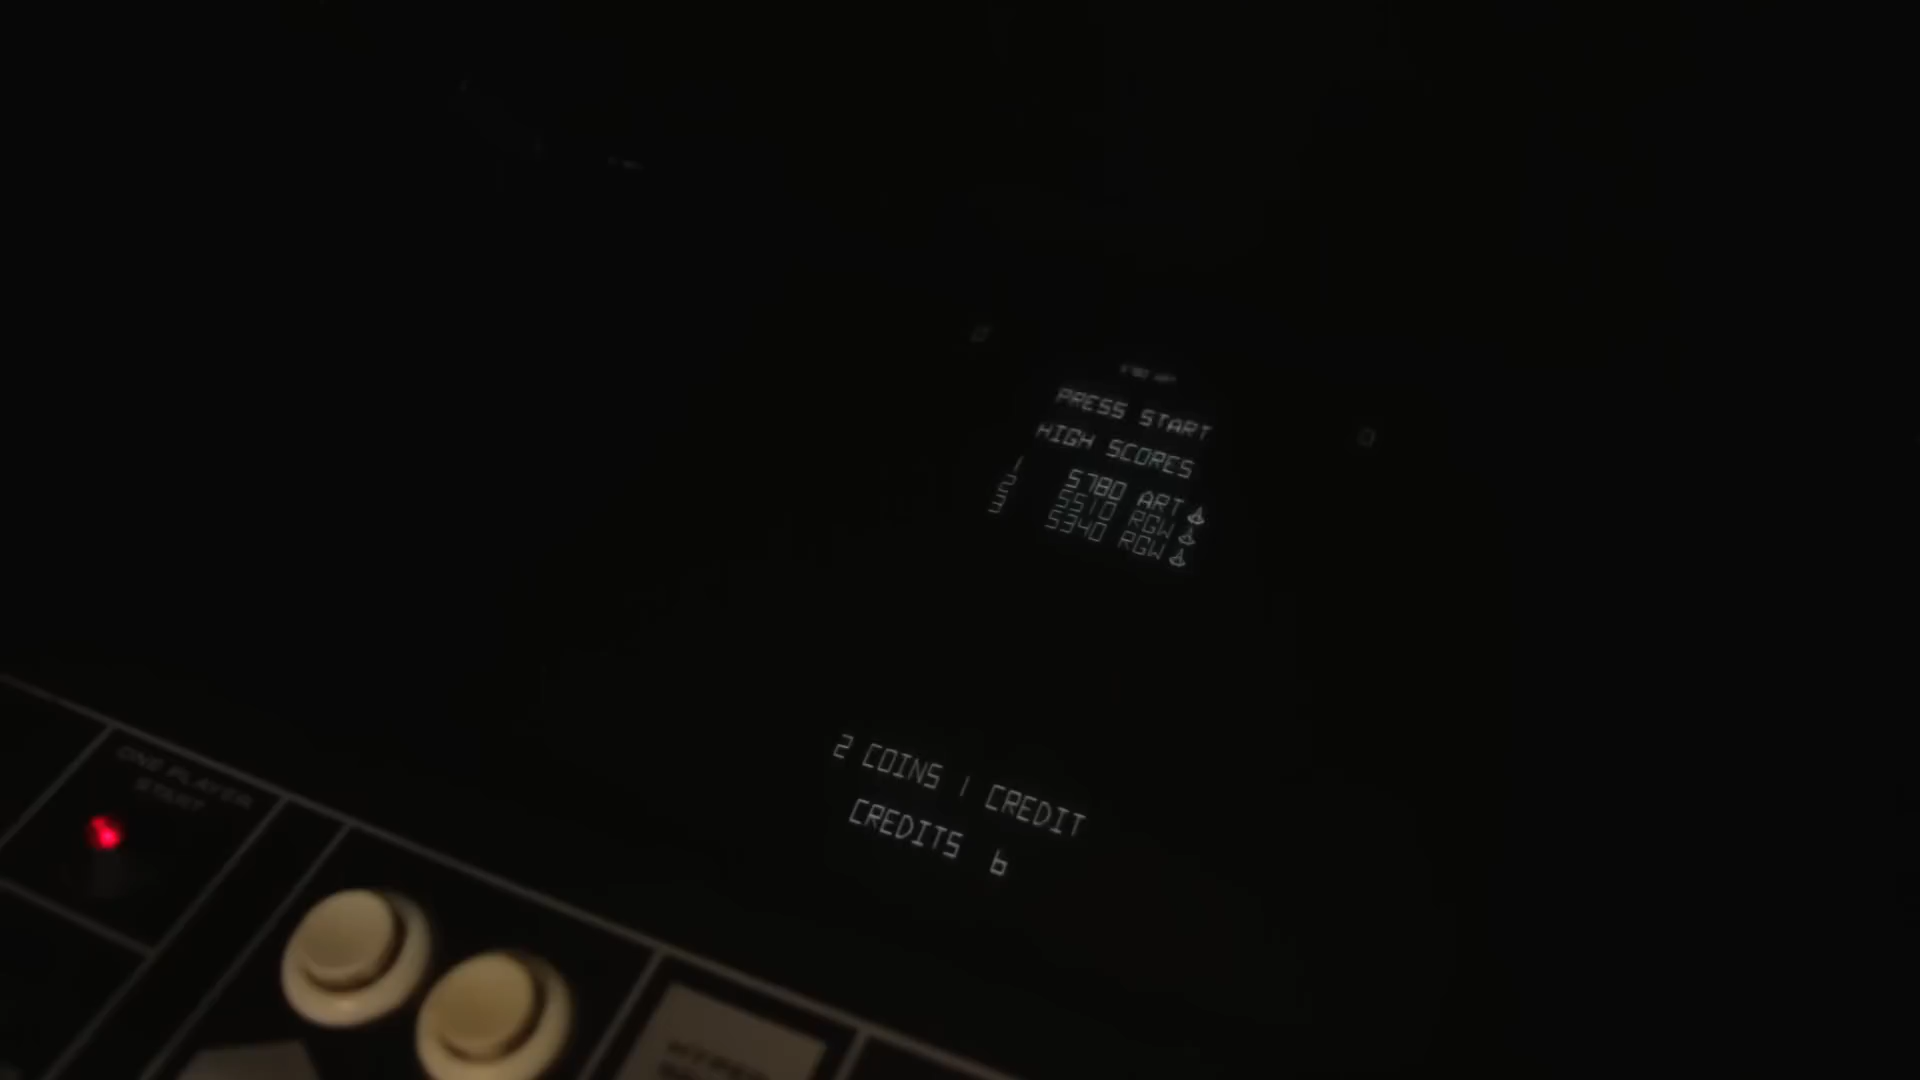 PRESS START
HIGH SCORES
1 5780 ART
2 5510 RGW
3 5340 RGW
2 COINS 1 CREDIT
CREDITS 6
ONE PLAYER
START